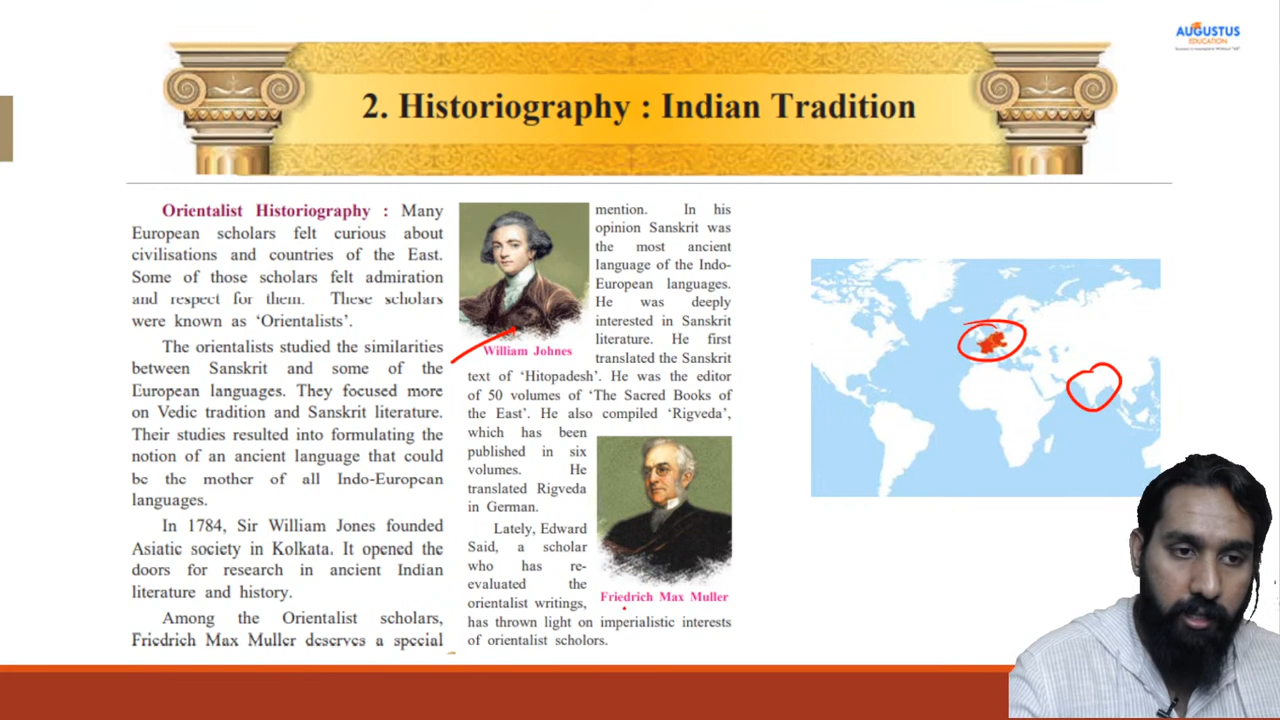 AUGUSTUS
EDUCATION
2. Historiography : Indian Tradition
Orientalist Historiography : Many
European scholars felt curious about
civilisations and countries of the East.
Some of those scholars felt admiration
and respect for them. These scholars
were known as ‘Orientalists’.
The orientalists studied the similarities
between Sanskrit and some of the
European languages. They focused more
on Vedic tradition and Sanskrit literature.
Their studies resulted into formulating the
notion of an ancient language that could
be the mother of all Indo-European
languages.
In 1784, Sir William Jones founded
Asiatic society in Kolkata. It opened the
doors for research in ancient Indian
literature and history.
Among the Orientalist scholars,
Friedrich Max Muller deserves a special
William Johnes
mention. In his
opinion Sanskrit was
the most ancient
language of the Indo-
European languages.
He was deeply
interested in Sanskrit
literature. He first
translated the Sanskrit
text of ‘Hitopadesh’. He was the editor
of 50 volumes of ‘The Sacred Books of
the East’. He also compiled ‘Rigveda’,
which has been
published in six
volumes. He
translated Rigveda
in German.
Lately, Edward
Said, a scholar
who has re-
evaluated the
orientalist writings,
has thrown light on imperialistic interests
of orientalist scholors.
Friedrich Max Muller